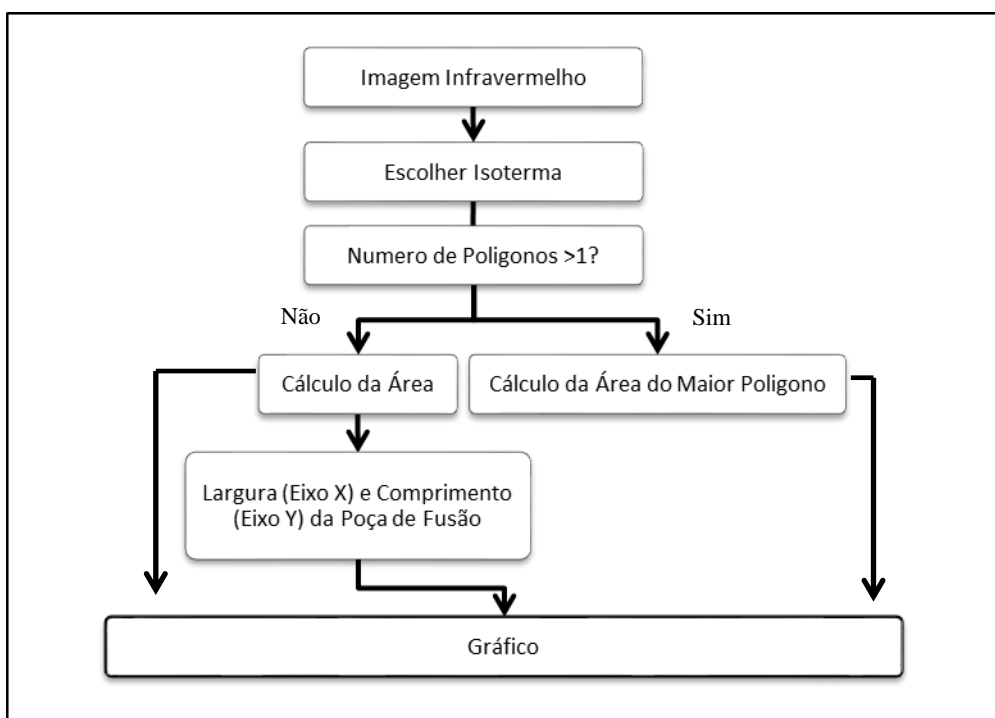 Imagem Infravermelho
Escolher Isoterma
Numero de Poligonos >1?
Não
Sim
Cálculo da Área
Cálculo da Área do Maior Poligono
Largura (Eixo X) e Comprimento
(Eixo Y) da Poça de Fusão
Gráfico